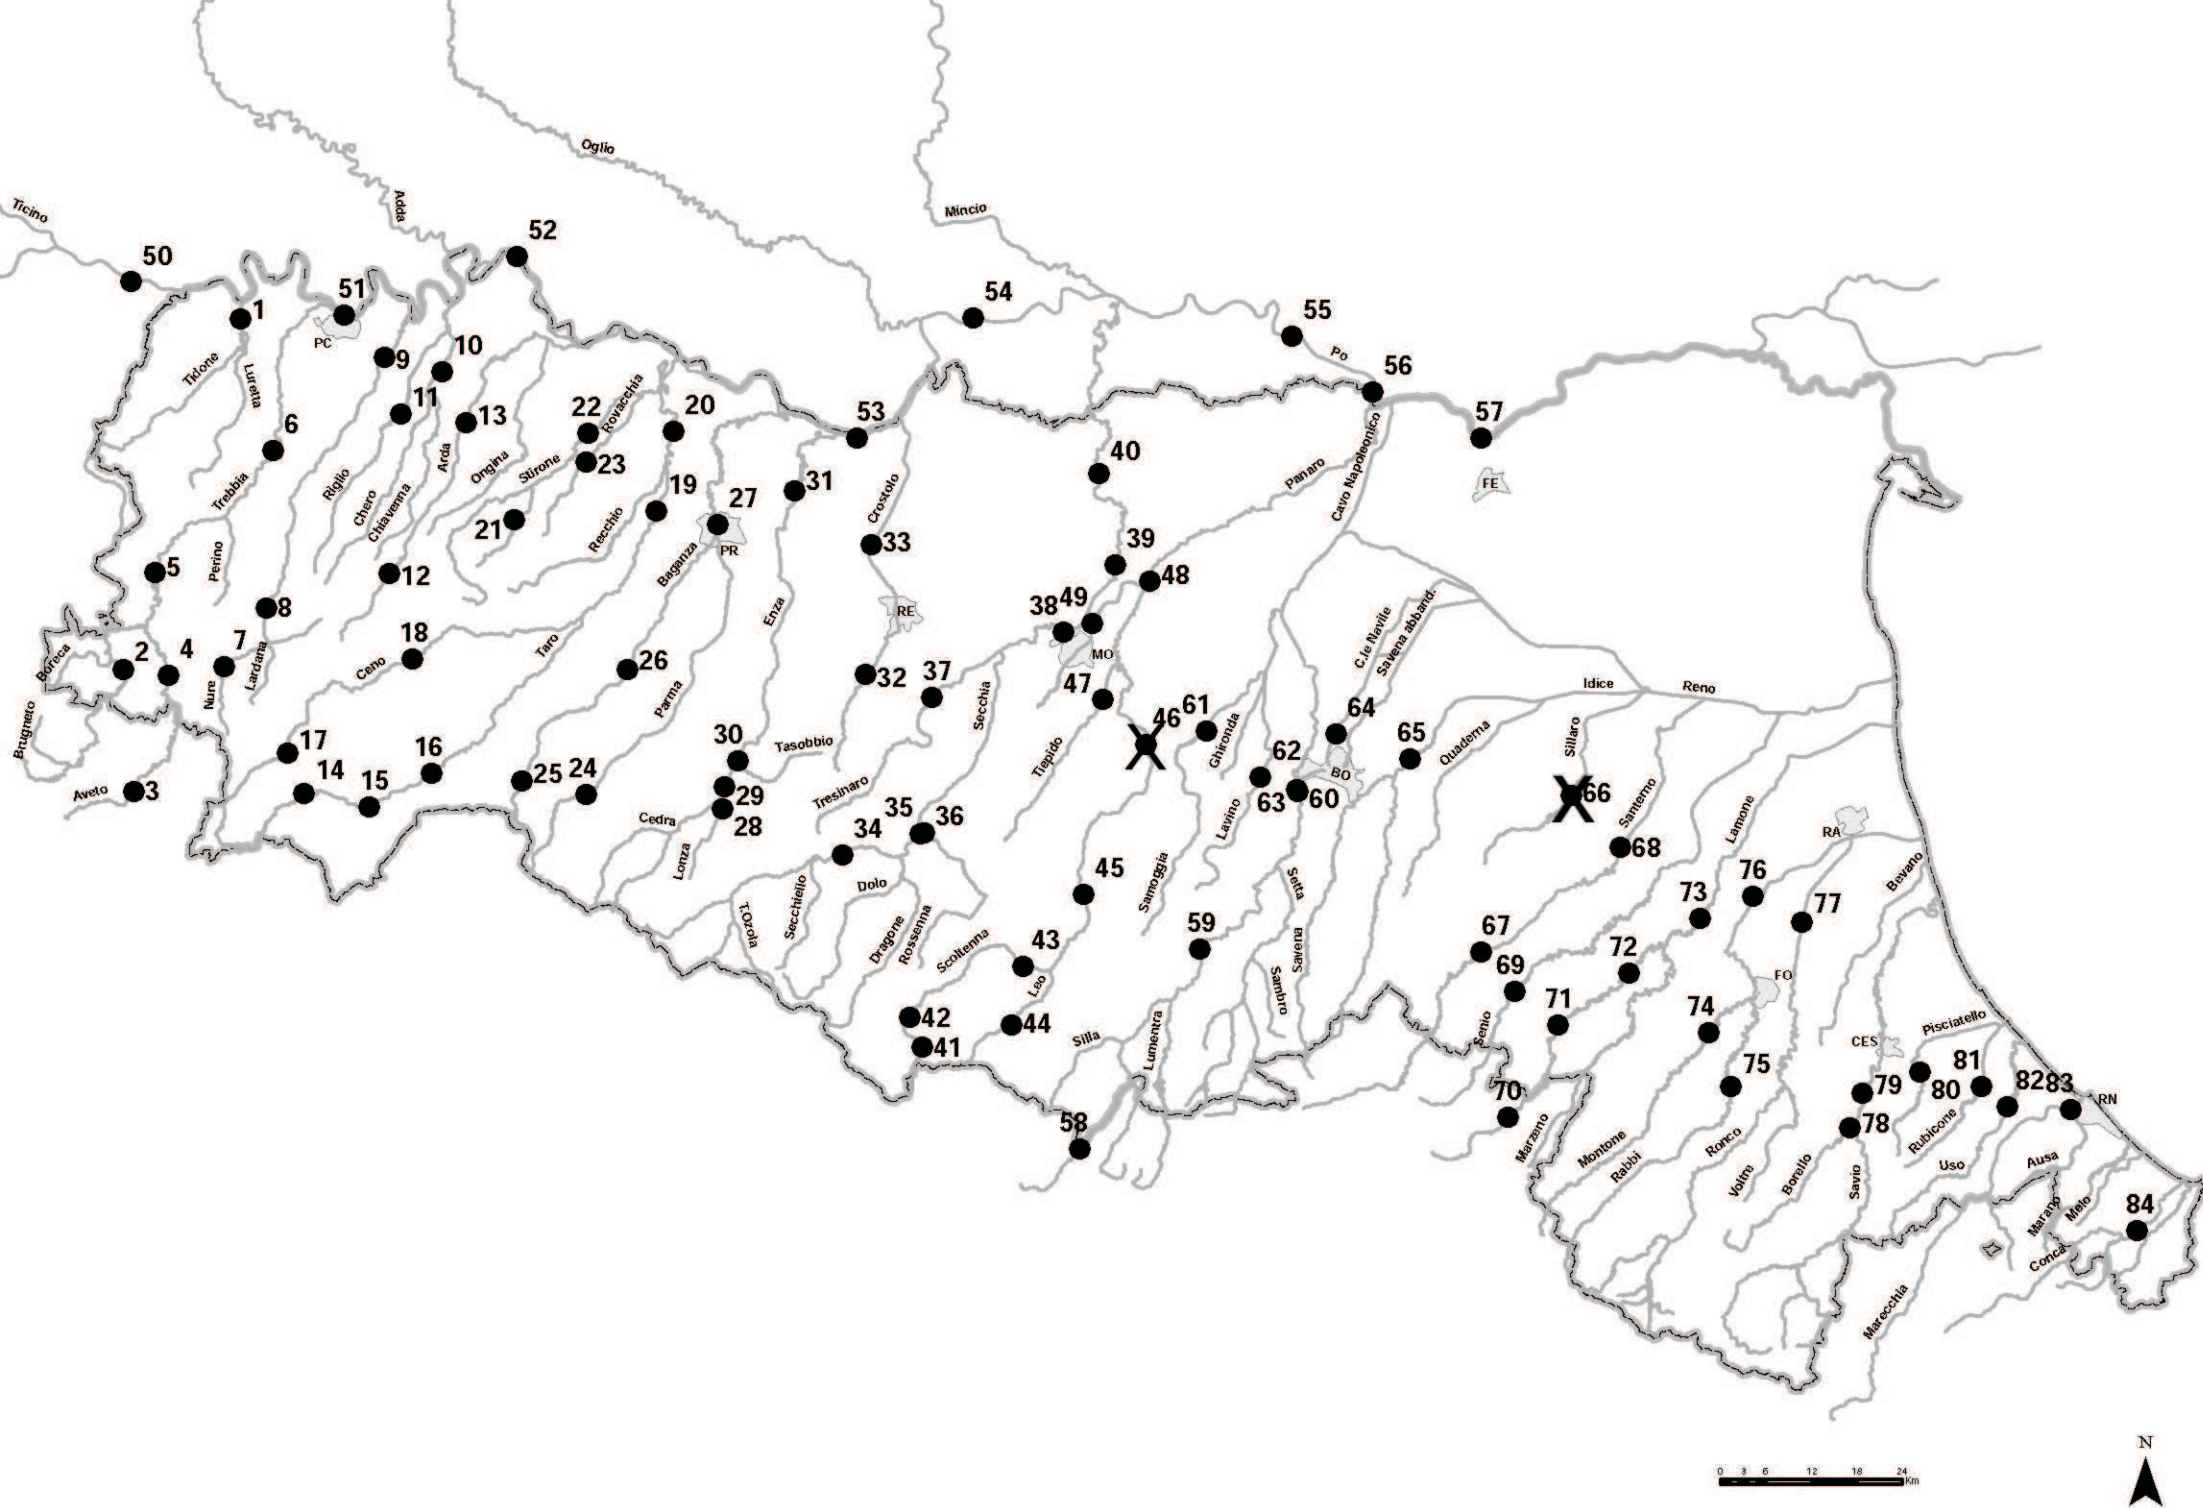 Oglio
Adda
Ticino
Mincio
52
50
51
54
55
1
PC
Po
10
9
56
Tidone
Luretta
11
13
22
Rovacchia
20
53
57
6
Cavo Napoleonico
40
Trebbia
Riglio
Arda
Ongina
Stirone
23
31
Panaro
FE
Chero
Chiavenna
21
Recchio
19
27
Crostolo
PR
33
39
Perino
5
12
Baganza
48
8
Enza
RE
38
49
C.le Navile
Savena abband.
18
Taro
MO
Boreca
2
4
7
Lardana
Nure
Ceno
26
32
37
47
Idice
Reno
Parma
Secchia
46
61
Brugneto
17
14
15
16
30
Tasobbio
Tiepido
Ghironda
64
65
Quaderna
Sillaro
62
BO
Aveto
3
25
24
29
28
Tresinaro
63
60
66
Cedra
35
36
34
Lavino
Santerno
Lamone
RA
68
Lonza
Dolo
45
Samoggia
Setta
76
Bevano
Secchiello
T.Ozola
Dragone
Rossenna
73
77
Scoltenna
43
59
Savena
67
72
Leo
Sambro
69
FO
42
44
71
74
41
Silla
Lumentra
Senio
Pisciatello
CES
75
79
81
80
82
83
RN
70
58
78
Marzeno
Montone
Rabbi
Ronco
Voltre
Borello
Savio
Rubicone
Uso
Ausa
Marano
Melo
84
Conca
Marecchia
N
0 3 6 12 18 24
Km